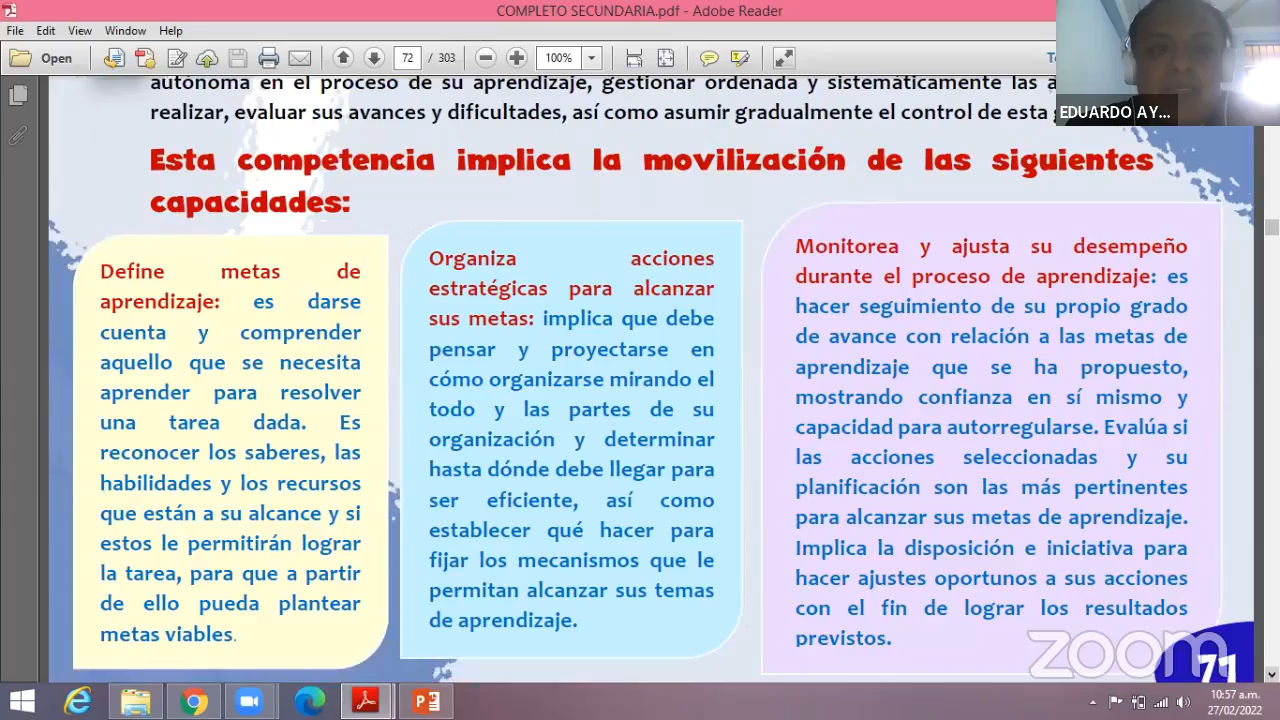 COMPLETO SECUNDARIA.pdf - Adobe Reader
File Edit View Window Help
Open 72 / 303 100%
EDUARDO AY...
autónoma en el proceso de su aprendizaje, gestionar ordenada y sistemáticamente las a
realizar, evaluar sus avances y dificultades, así como asumir gradualmente el control de esta
Esta competencia implica la movilización de las siguientes
capacidades:
Define metas de
aprendizaje: es darse
cuenta y comprender
aquello que se necesita
aprender para resolver
una tarea dada. Es
reconocer los saberes, las
habilidades y los recursos
que están a su alcance y si
estos le permitirán lograr
la tarea, para que a partir
de ello pueda plantear
metas viables.
Organiza acciones
estratégicas para alcanzar
sus metas: implica que debe
pensar y proyectarse en
cómo organizarse mirando el
todo y las partes de su
organización y determinar
hasta dónde debe llegar para
ser eficiente, así como
establecer qué hacer para
fijar los mecanismos que le
permitan alcanzar sus temas
de aprendizaje.
Monitorea y ajusta su desempeño
durante el proceso de aprendizaje: es
hacer seguimiento de su propio grado
de avance con relación a las metas de
aprendizaje que se ha propuesto,
mostrando confianza en sí mismo y
capacidad para autorregularse. Evalúa si
las acciones seleccionadas y su
planificación son las más pertinentes
para alcanzar sus metas de aprendizaje.
Implica la disposición e iniciativa para
hacer ajustes oportunos a sus acciones
con el fin de lograr los resultados
previstos.
zoom
71
10:57 a.m.
27/02/2022